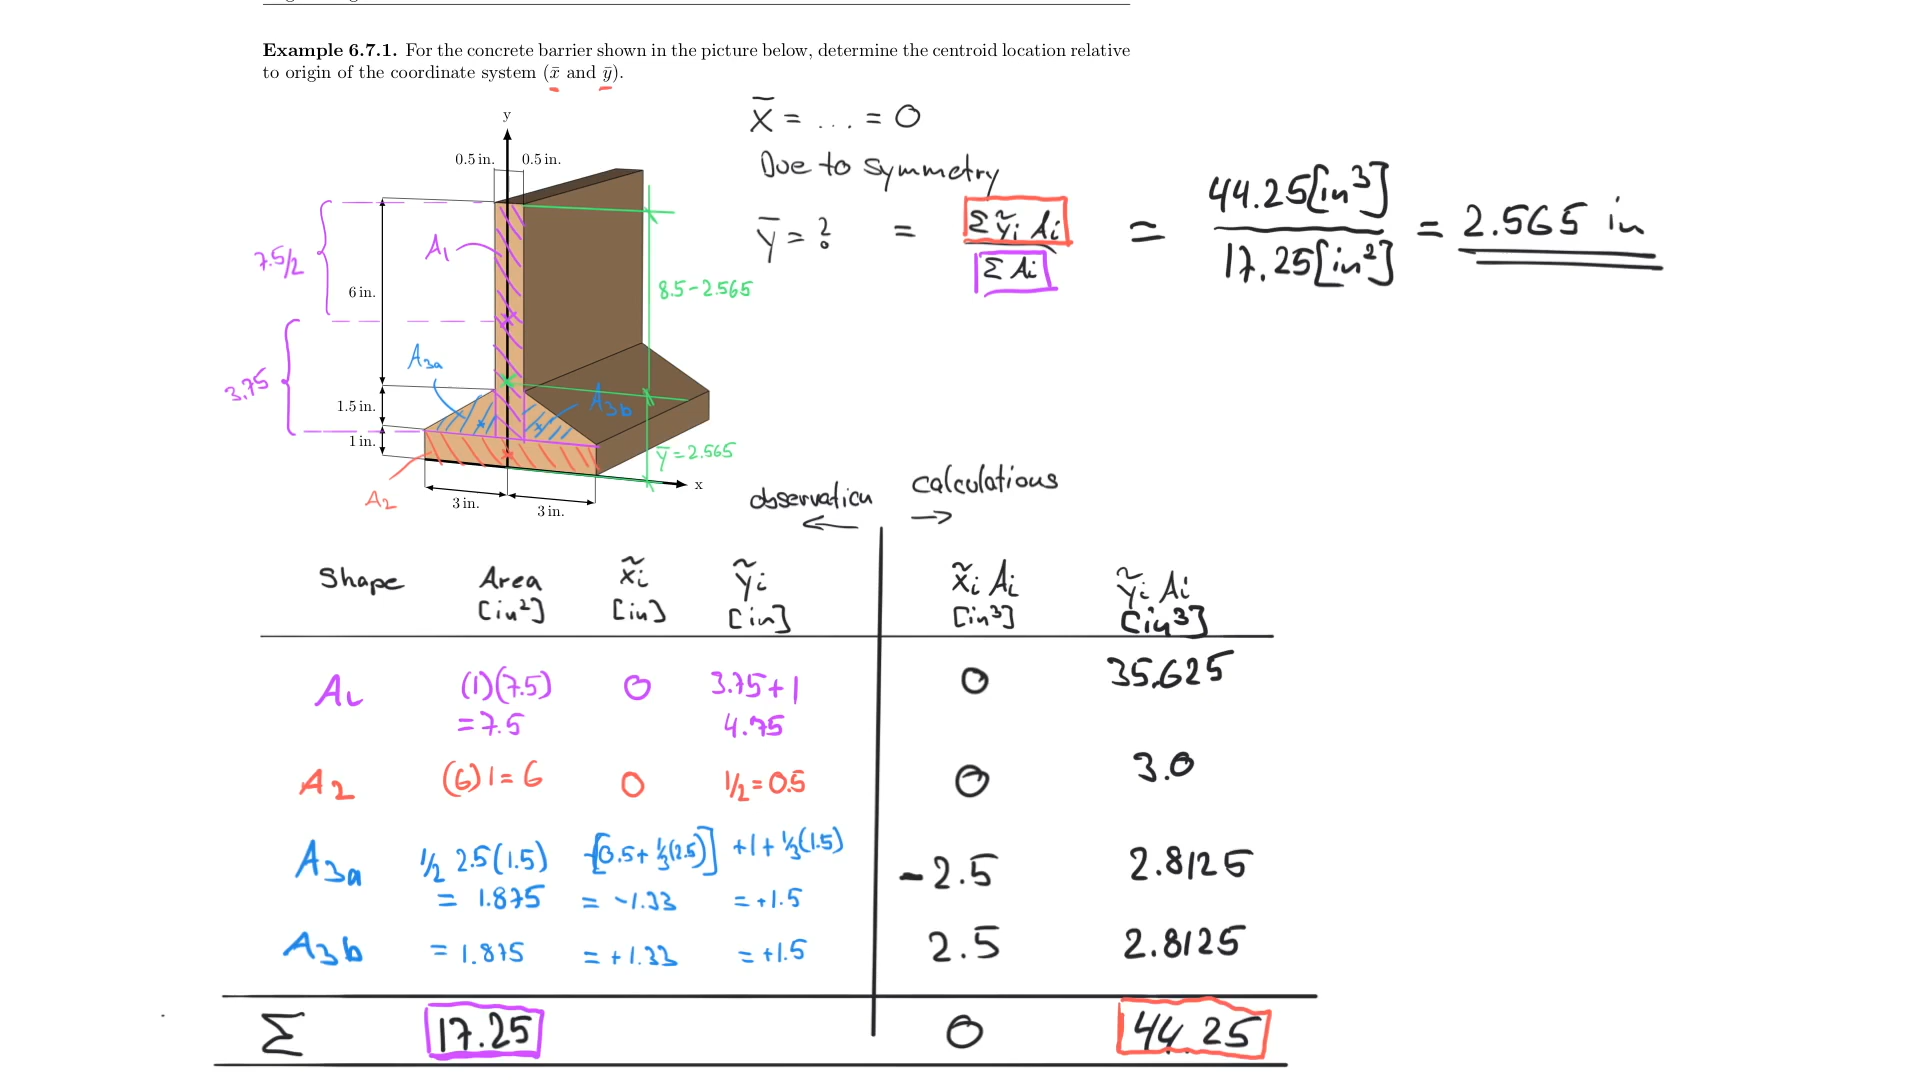 Example 6.7.1. For the concrete barrier shown in the picture below, determine the centroid location relative
to origin of the coordinate system (x̄ and ȳ).
y
0.5 in.
0.5 in.
7.5/2
A1
6 in.
8.5-2.565
A3a
3.75
1.5 in.
A3b
1 in.
ȳ=2.565
x
A2
3 in.
3 in.
x̄ = ... = 0
Due to symmetry
ȳ = ? = Σ ỹi Ai / Σ Ai = 44.25[in³] / 17.25[in²] = 2.565 in
observation
←
calculations
→
Shape Area [in²] x̃i [in] ỹi [in] x̃i Ai [in³] ỹi Ai [in³]
A1 (1)(7.5) 0 3.75+1 0 35.625
=7.5 4.75
A2 (6)1=6 0 1/2=0.5 0 3.0
A3a 1/2 2.5(1.5) -[0.5+1/3(2.5)] +1+1/3(1.5) -2.5 2.8125
= 1.875 = -1.33 = +1.5
A3b = 1.875 = +1.33 = +1.5 2.5 2.8125
Σ 17.25 0 44.25